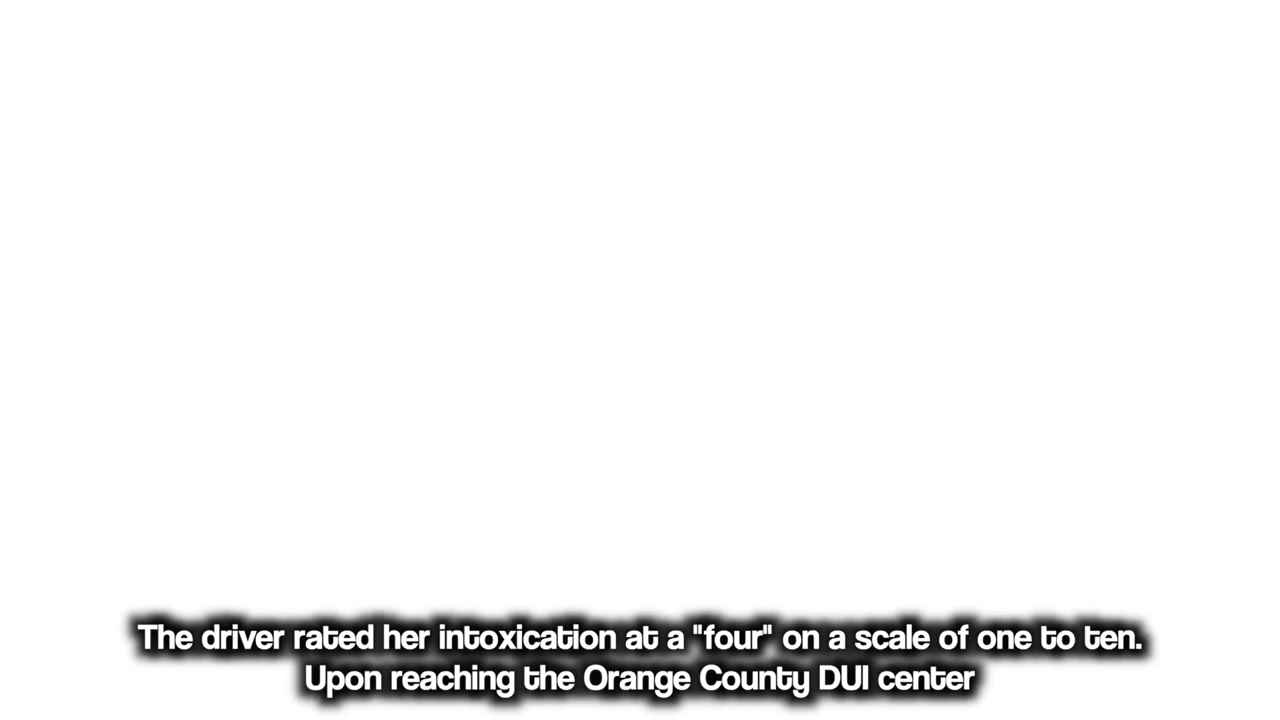 The driver rated her intoxication at a "four" on a scale of one to ten.
Upon reaching the Orange County DUI center